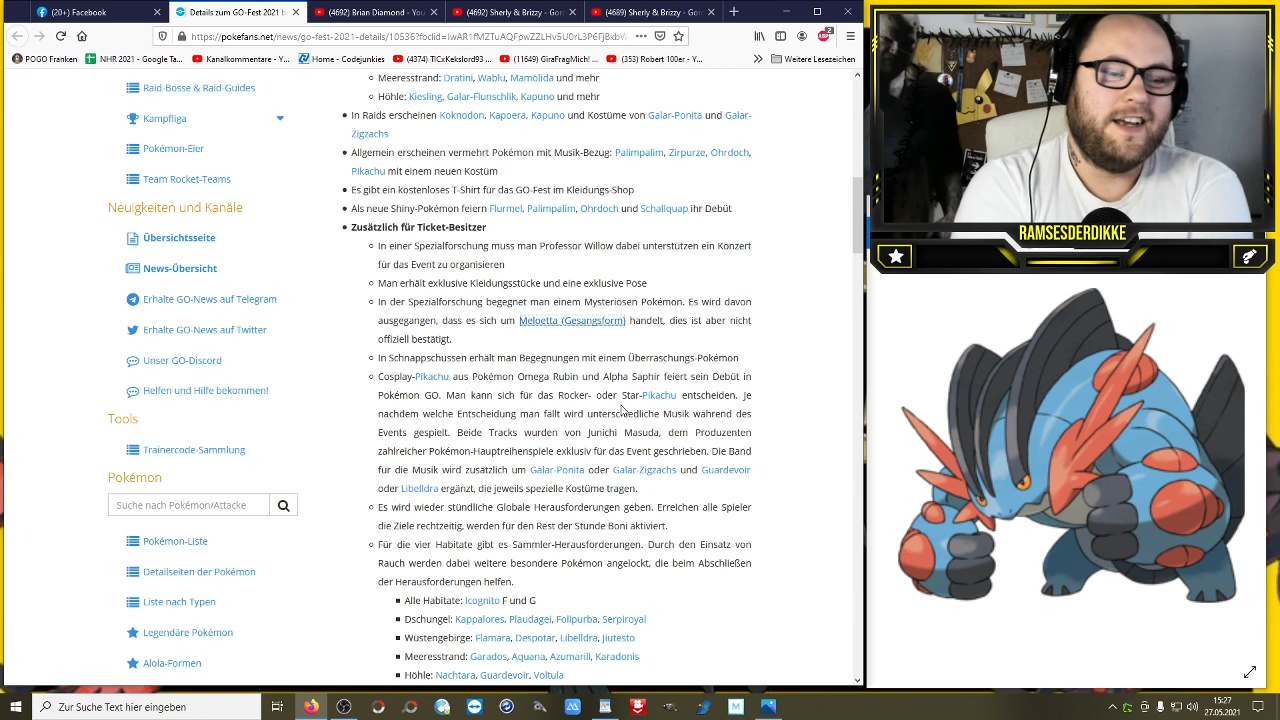 (20+) Facebook
Details zum GO-Fest 2021 b
(4692) Brian Diamond - You
(4692) Sherly & Brizzy - Gor
(4689) Sherly & Brizzy - Gor
POGO Franken
NHR 2021 - Google Ta...
Kanalkommentare - Y...
Home - Codejunkies
(4374) TiCxKekslord93 ...
(11649) GiraFragMich! ...
(353) Robert 100er - Y...
Weitere Lesezeichen
Raid-Bosse & Raid-Guides
Kampfliga
Pokémon-Eier
Team Rocket-Teams
Neuigkeiten und Kanäle
Übersichtsseite
News-Übersicht
Erhalte GO-News auf Telegram
Erhalte GO-News auf Twitter
Unser GO-Discord
Helfen und Hilfe bekommen!
Tools
Trainercode-Sammlung
Pokémon
Suche nach Pokémon/Attacke
Pokémon-Liste
Detailseiten der Pokémon
Liste nach Typen
Legendäre Pokémon
Alola-Formen
Meeresstrand: Dratini, Wablu, Mamolida und mehr
Höhle: Kiesling, Galar-Flunschlik, Kapuno und mehr
In Raids erscheinen Koknodon, Kapoera, Kapuno und Kostüme von Galar-Ponita und Galar-
Zigzachs
Allgemein erscheinen vermehrt Pokémon mit Musik-Bezug: Palimpalim, Zirpurze, Ohrdoch,
Pikachu mit einem neuen Kostüm
Es gibt ein kostenloses T-Shirt für das GO-Fest im Kleidungs-Shop
Als neue Shiny-Pokémon feiern Flurmel, Palimpalim, Ohrdoch und Schallquap ihr Debüt
Zusätzlich für Ticket-Besitzer
In einer Spezialforschung muss man Professor Willow dabei unterstützen ein Konzert
für das Event zu organisieren
Man erhält exklusive Kleidungsstücke und eine exklusive Pose
In der Spezialforschung begegnet man einem Mysteriösen Pokémon. Es wird davon
ausgegangen, dass es sich um Meloetta (Gesangsform) handelt, dies ist aber nicht
offiziell bestätigt.
In Schnappschüssen erhält man Begegnungen mit einem Überraschungs-Pokémon
Cosplay-Pikachu aus Pokémon Omega Rubin und Alpha Saphir feiert sein Debüt in
Pokémon GO. Man kann sich für das Rocker- oder Star-Pikachu entscheiden. Je
nachdem welche Entscheidung man fällt wird unterschiedliche Musik während des
Events gespielt. Beide Tracks wurden von Junichi Masuda, dem Produzenten
zahlreicher Pokémon-Hauptreihenspiele exklusiv für das Event geschrieben. Die Band
für die Musik wird zusätzlich um Galar-Ponita oder Galar-Zigzachs und Guardevoir
oder Libelldra ergänzt, die jeweils spezielle Kostüme tragen.
Es wird wieder stündliche Globale Herausforderungen geben. Erreichen alle Spieler
die Ziele rechtzeitig, werden für den Rest der Stunde Boni aktiviert.
Für die vier Habitate gibt es Sammler-Herausforderungen. Durch den Einsatz von
Rauch werden dabei weitere besondere Pokémon angelockt, die beim Abschließen
der Herausforderungen helfen.
Alle Habitate: Icognito F und G
Dschungel: Kappalores, Plaudagei, Folipurba, Serpiroyal
Wüstengebirge: Flamara, Despotar, Libelldra, Jiutesto
Meeresstrand: Garados, Aquana, Azumarill, Karadonis
Höhle: Nachtara, Guardevoir, Voltula
RAMSESDERDIKKE
Zur Suche Text hier eingeben
15:27
27.05.2021